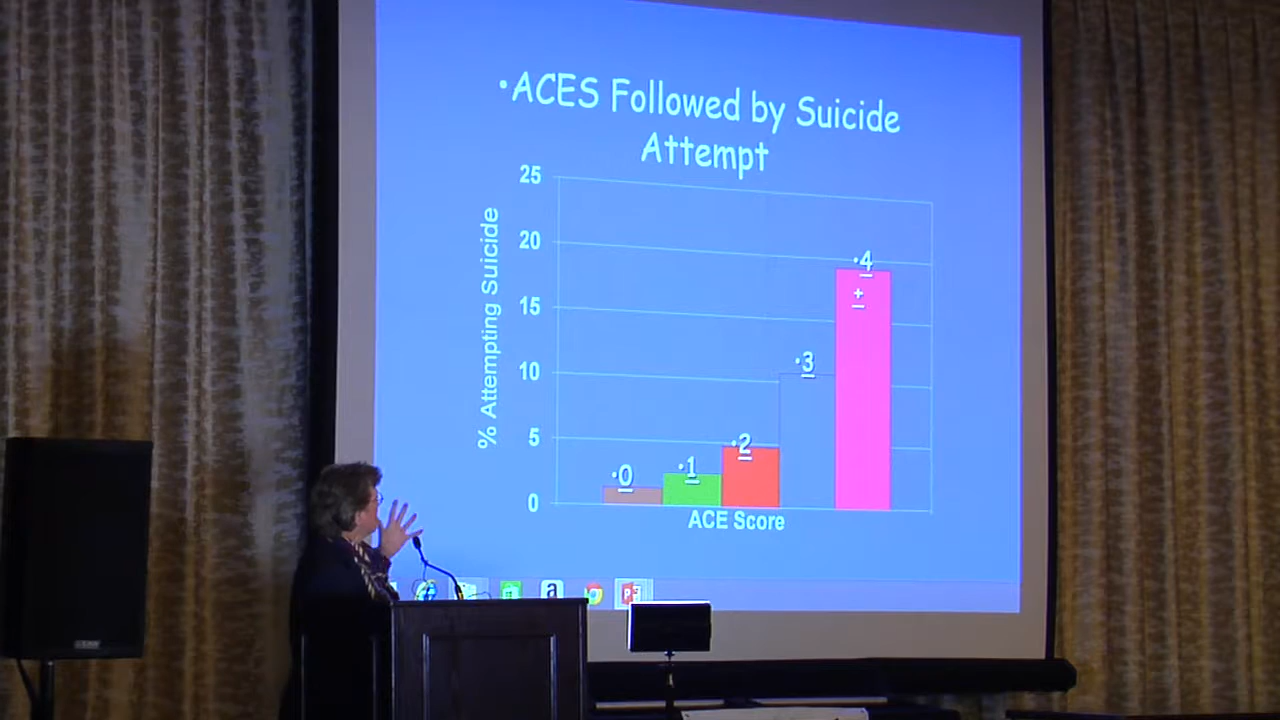 •ACES Followed by Suicide
Attempt
25
20
15
10
5
0
% Attempting Suicide
•0
•1
•2
•3
•4
+
ACE Score
a